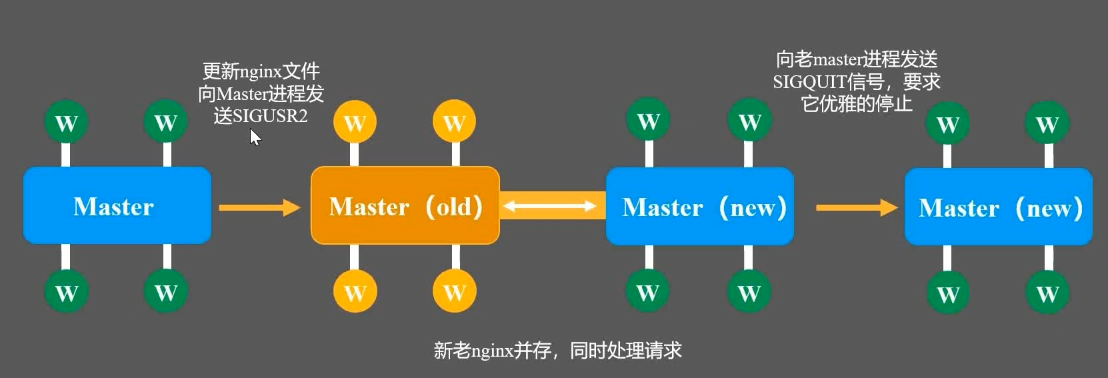 更新nginx文件
向Master进程发
送SIGUSR2
向老master进程发送
SIGQUIT信号，要求
它优雅的停止
W W W W W W W W
Master Master（old） Master（new） Master（new）
W W W W W W W W
新老nginx并存，同时处理请求